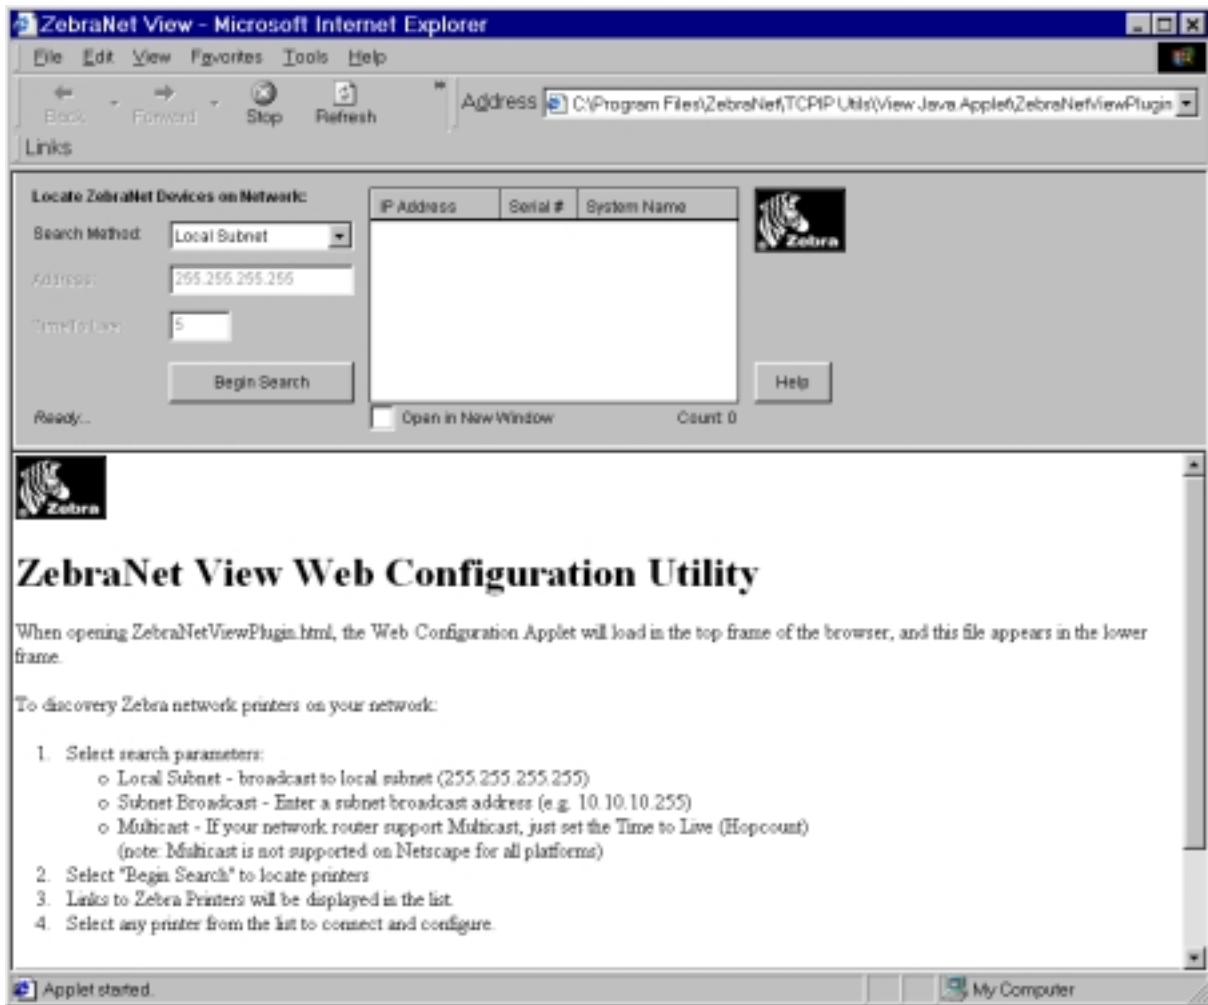 ZebraNet View - Microsoft Internet Explorer
File Edit View Favorites Tools Help
Back Forward Stop Refresh Address C:\Program Files\ZebraNet\TCPIP Utils\View Java Applet\ZebraNetViewPlugin
Links
Locate ZebraNet Devices on Network:
IP Address Serial # System Name
Search Method: Local Subnet
Zebra
Address: 255.255.255.255
Time To Live: 5
Begin Search
Help
Ready...
Open in New Window Count: 0
Zebra
ZebraNet View Web Configuration Utility
When opening ZebraNetViewPlugin.html, the Web Configuration Applet will load in the top frame of the browser, and this file appears in the lower
frame.
To discovery Zebra network printers on your network:
1. Select search parameters:
o Local Subnet - broadcast to local subnet (255.255.255.255)
o Subnet Broadcast - Enter a subnet broadcast address (e.g. 10.10.10.255)
o Multicast - If your network router support Multicast, just set the Time to Live (Hopcount)
(note: Multicast is not supported on Netscape for all platforms)
2. Select "Begin Search" to locate printers
3. Links to Zebra Printers will be displayed in the list.
4. Select any printer from the list to connect and configure.
Applet started. My Computer